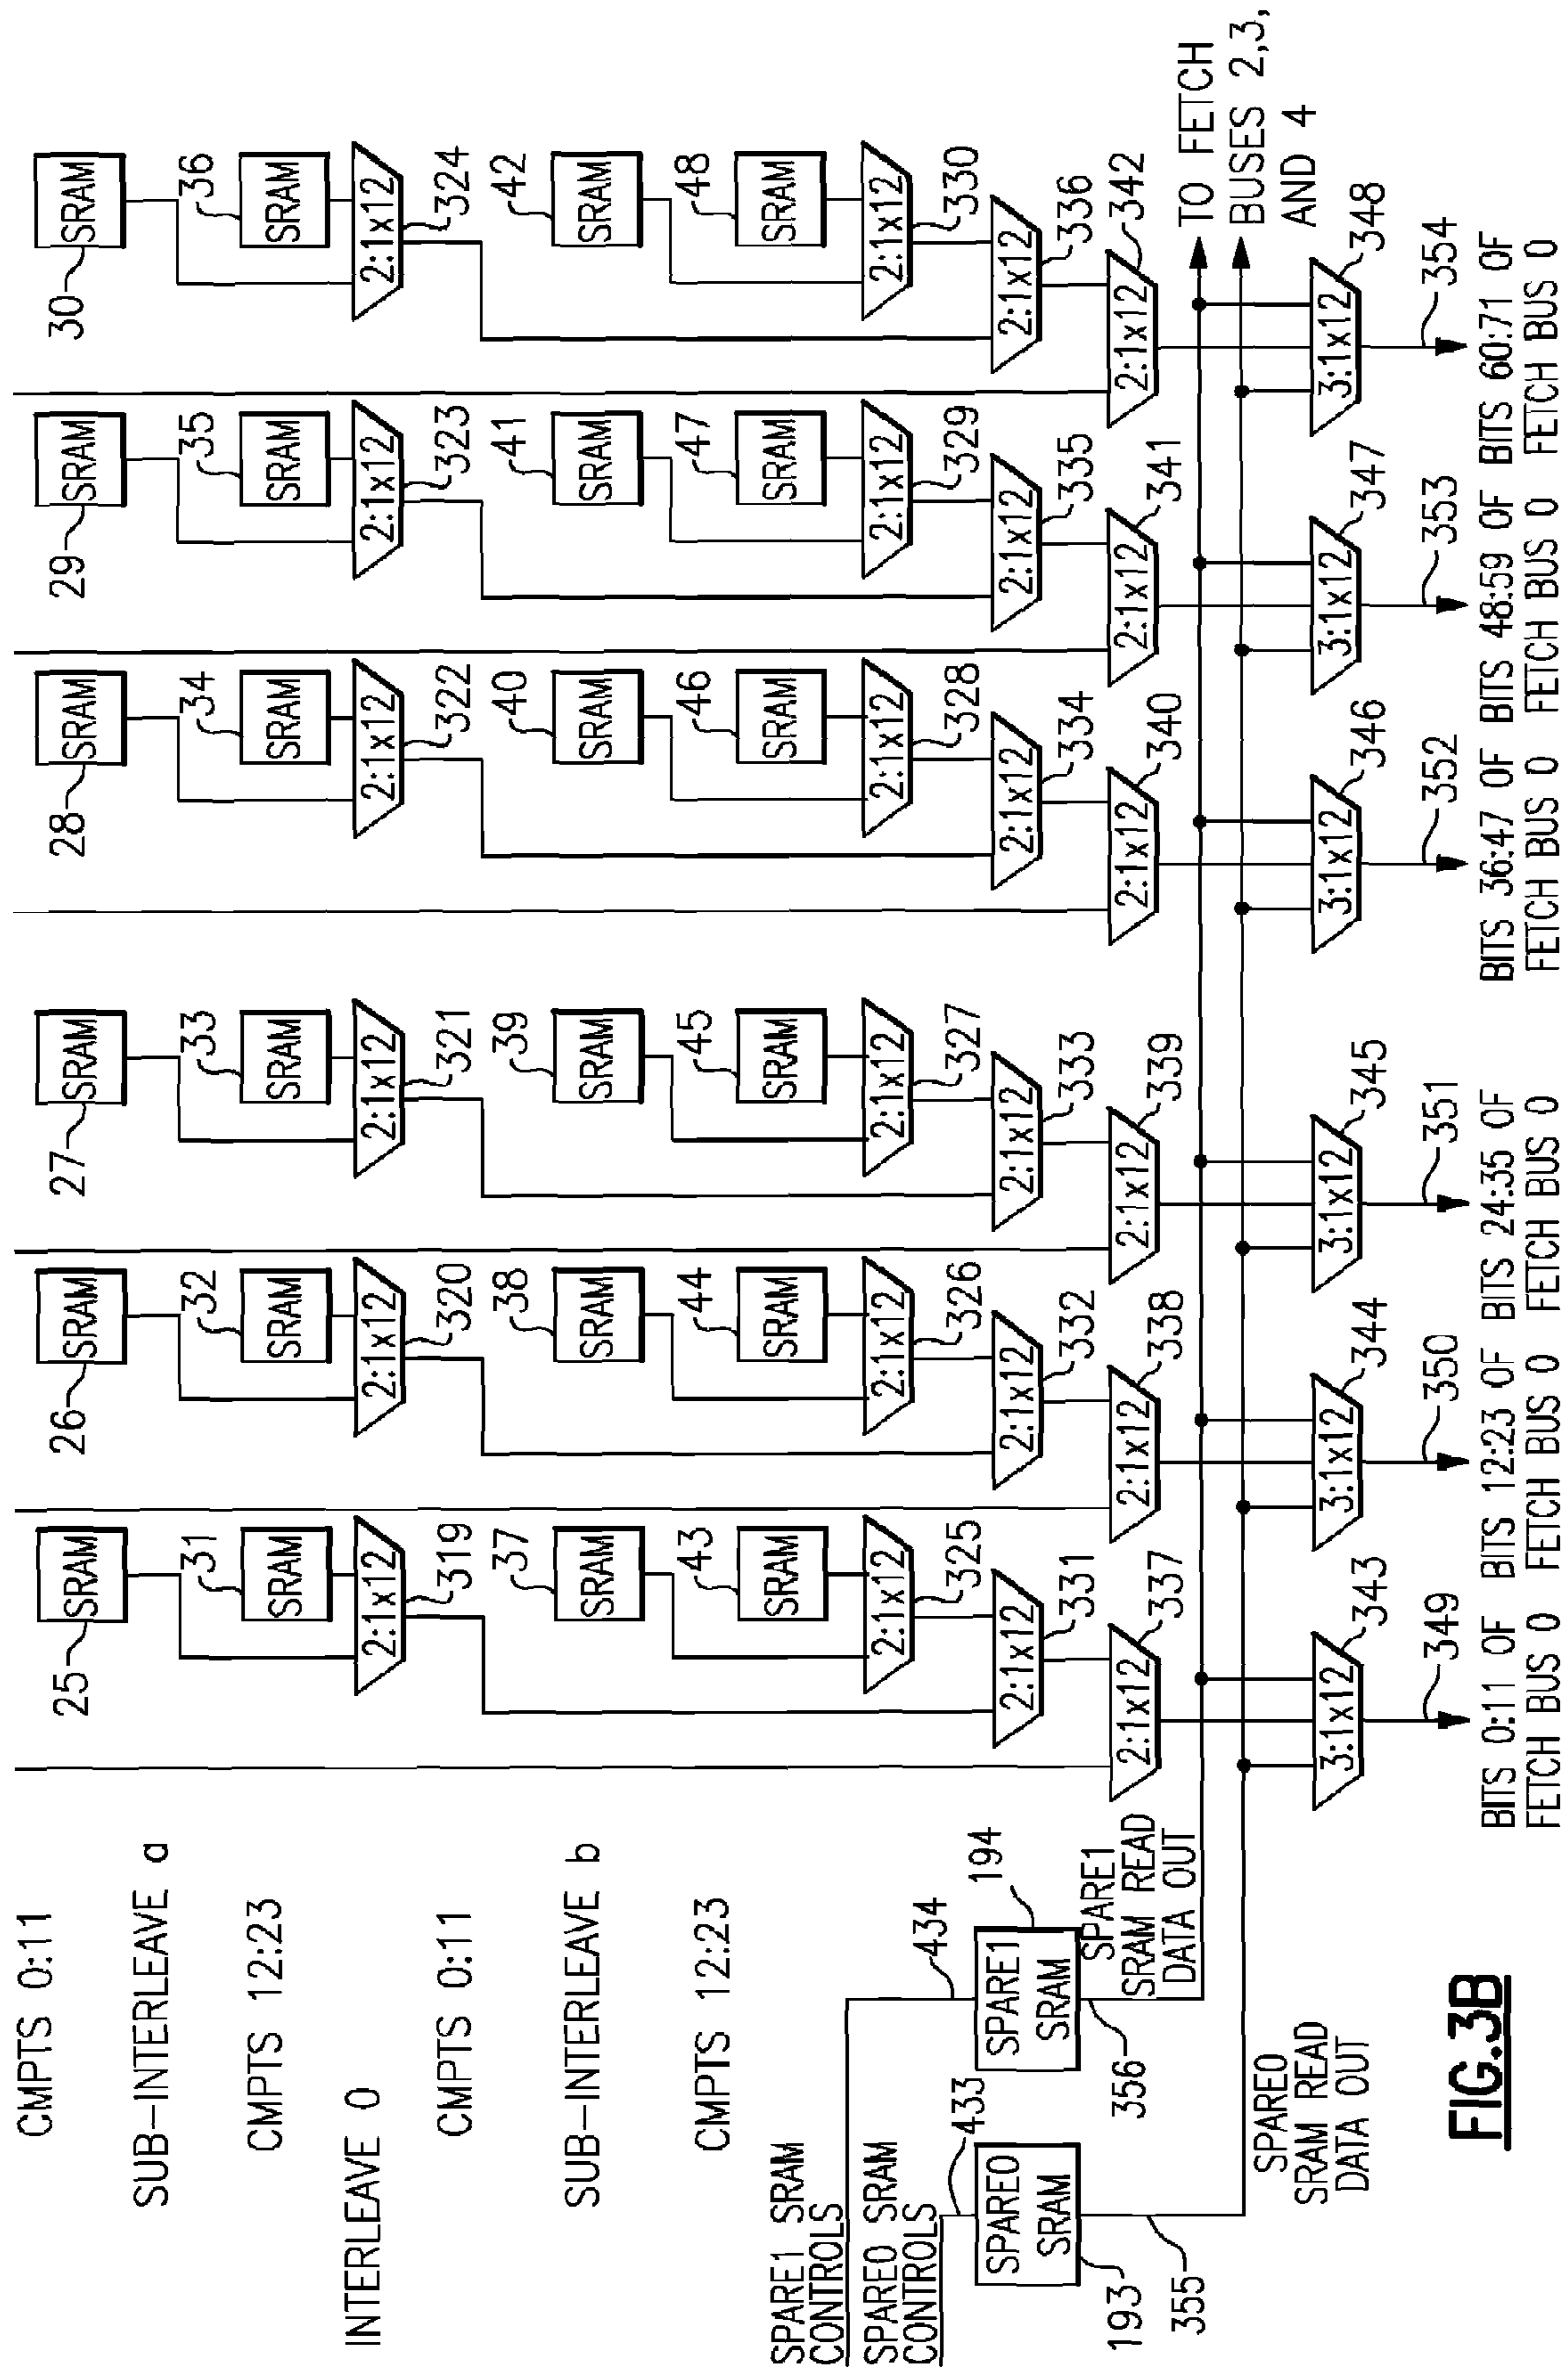 CMPTS 0:11
SUB-INTERLEAVE a
CMPTS 12:23
INTERLEAVE 0
CMPTS 0:11
SUB-INTERLEAVE b
CMPTS 12:23
25 SRAM
26 SRAM
27 SRAM
28 SRAM
29 SRAM
30 SRAM
31 SRAM
32 SRAM
33 SRAM
34 SRAM
35 SRAM
36 SRAM
2:1x12 319
2:1x12 320
2:1x12 321
2:1x12 322
2:1x12 323
2:1x12 324
37 SRAM
38 SRAM
39 SRAM
40 SRAM
41 SRAM
42 SRAM
43 SRAM
44 SRAM
45 SRAM
46 SRAM
47 SRAM
48 SRAM
2:1x12 325
2:1x12 326
2:1x12 327
2:1x12 328
2:1x12 329
2:1x12 330
2:1x12 331
2:1x12 332
2:1x12 333
2:1x12 334
2:1x12 335
2:1x12 336
2:1x12 337
2:1x12 338
2:1x12 339
2:1x12 340
2:1x12 341
2:1x12 342
SPARE1 SRAM
CONTROLS
434
SPARE0 SRAM
CONTROLS
433
SPARE0
SRAM
193
SPARE1
SRAM
194
355
356
SPARE1
SRAM READ
DATA OUT
SPARE0
SRAM READ
DATA OUT
TO FETCH
BUSES 2,3,
AND 4
3:1x12 343
3:1x12 344
3:1x12 345
3:1x12 346
3:1x12 347
3:1x12 348
349
350
351
352
353
354
BITS 0:11 OF
FETCH BUS 0
BITS 12:23 OF
FETCH BUS 0
BITS 24:35 OF
FETCH BUS 0
BITS 36:47 OF
FETCH BUS 0
BITS 48:59 OF
FETCH BUS 0
BITS 60:71 OF
FETCH BUS 0
FIG.3B